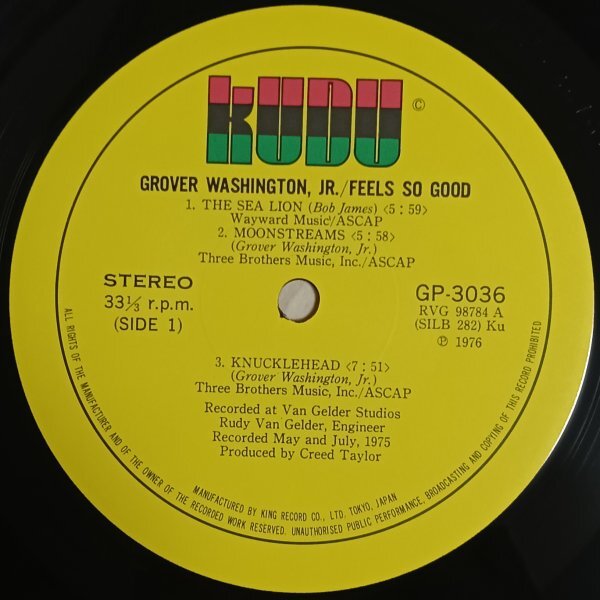 KUDU ©
GROVER WASHINGTON, JR./FEELS SO GOOD
1. THE SEA LION (Bob James) <5:59>
Wayward Music/ASCAP
2. MOONSTREAMS <5:58>
(Grover Washington, Jr.)
Three Brothers Music, Inc./ASCAP
STEREO
33⅓ r.p.m.
(SIDE 1)
GP-3036
RVG 98784 A
(SILB 282) Ku
℗ 1976
3. KNUCKLEHEAD <7:51>
(Grover Washington, Jr.)
Three Brothers Music, Inc./ASCAP
Recorded at Van Gelder Studios
Rudy Van Gelder, Engineer
Recorded May and July, 1975
Produced by Creed Taylor
MANUFACTURED BY KING RECORD CO., LTD. TOKYO, JAPAN
ALL RIGHTS OF THE MANUFACTURER AND OF THE OWNER OF THE RECORDED WORK RESERVED. UNAUTHORISED PUBLIC PERFORMANCE, BROADCASTING AND COPYING OF THIS RECORD PROHIBITED